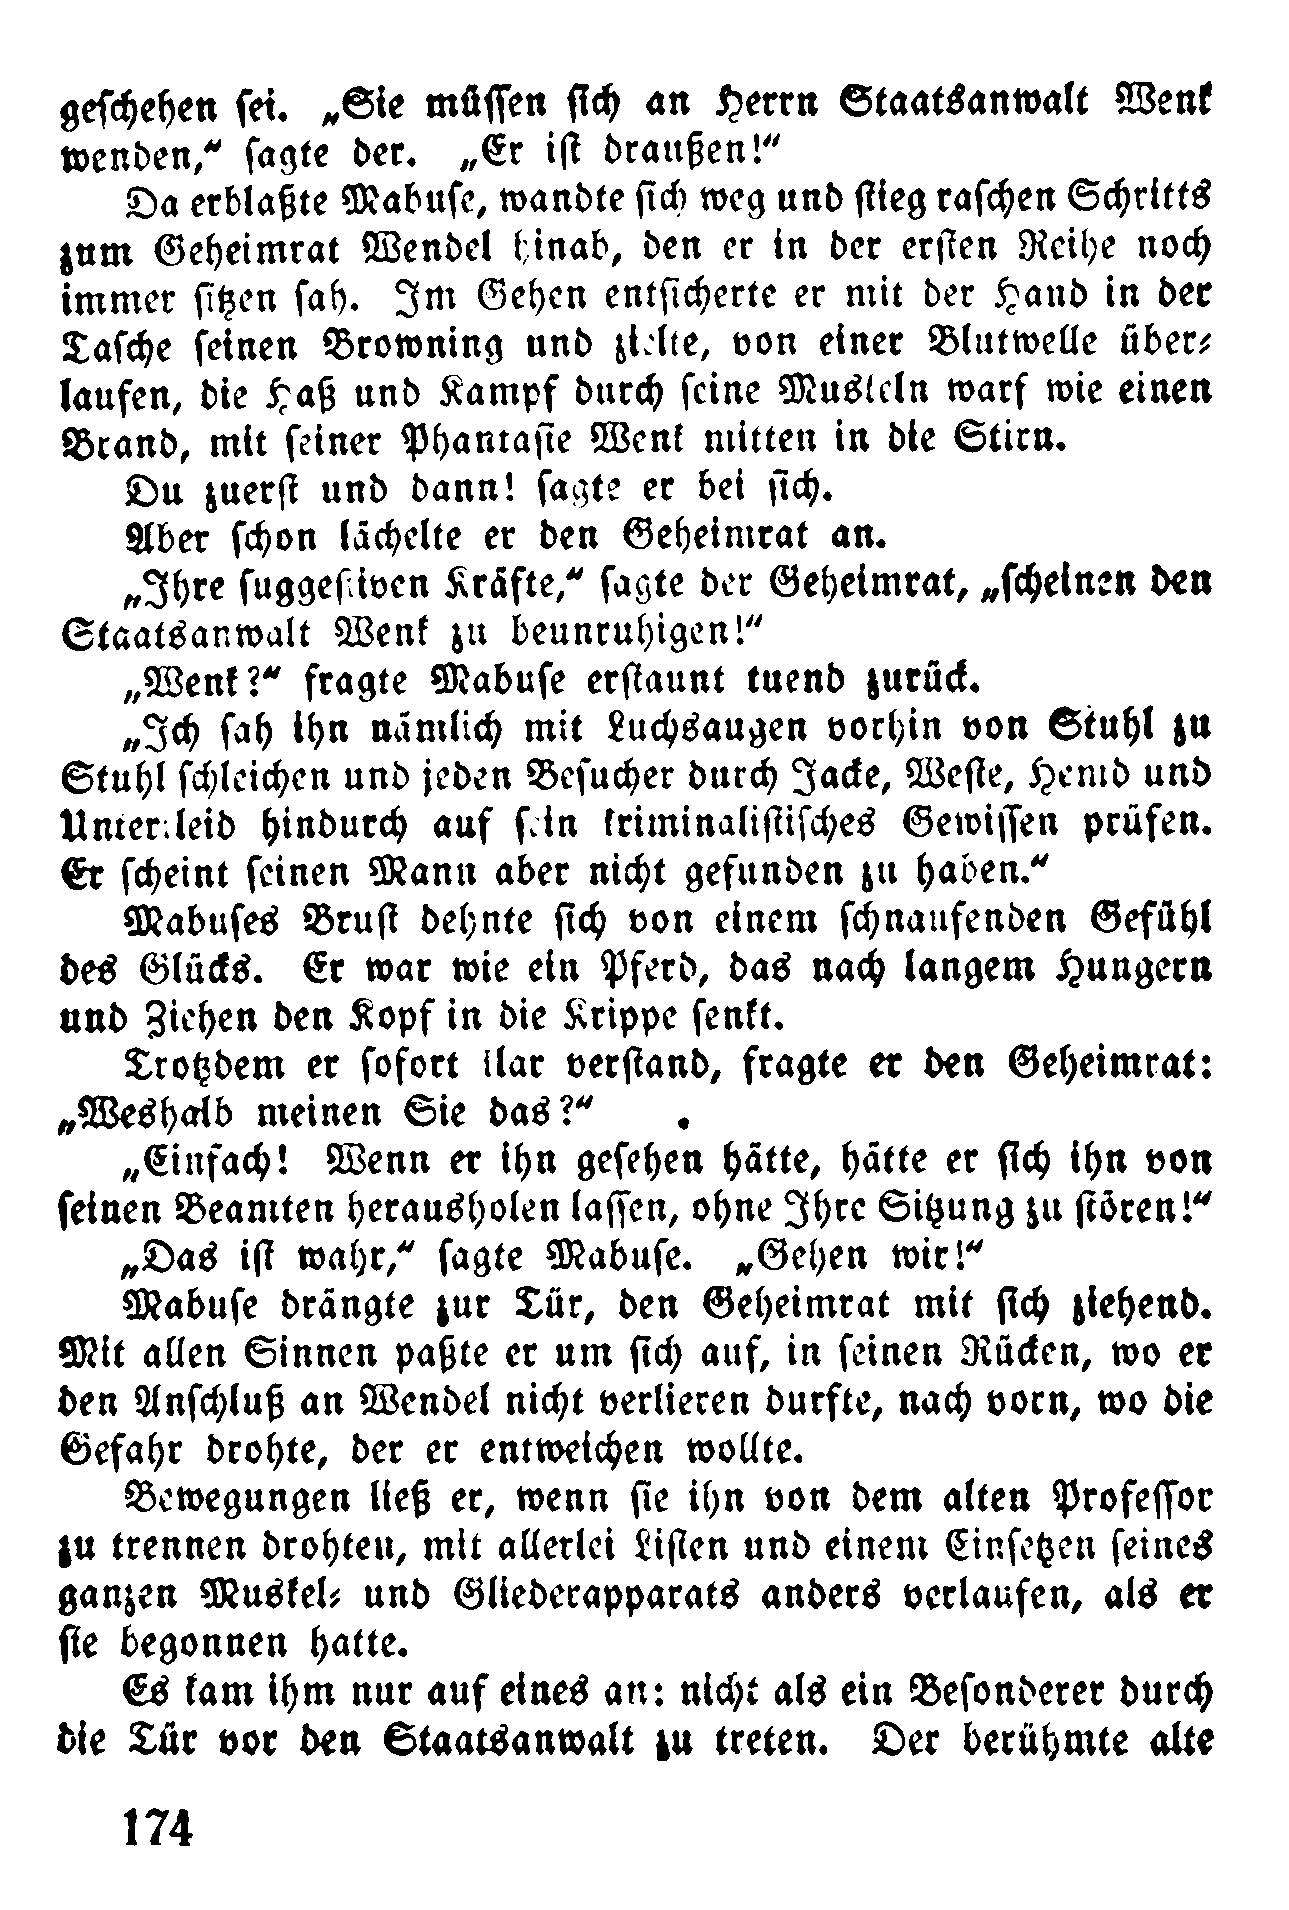 geschehen sei. „Sie müssen sich an Herrn Staatsanwalt Wenk
wenden,“ sagte der. „Er ist draußen!“
Da erblaßte Mabuse, wandte sich weg und stieg raschen Schritts
zum Geheimrat Wendel hinab, den er in der ersten Reihe noch
immer sitzen sah. Im Gehen entsicherte er mit der Hand in der
Tasche seinen Browning und zielte, von einer Blutwelle über-
laufen, die Haß und Kampf durch seine Muskeln warf wie einen
Brand, mit seiner Phantasie Wenk mitten in die Stirn.
Du zuerst und dann! sagte er bei sich.
Aber schon lächelte er den Geheimrat an.
„Ihre suggestiven Kräfte,“ sagte der Geheimrat, „scheinen den
Staatsanwalt Wenk zu beunruhigen!“
„Wenk?“ fragte Mabuse erstaunt tuend zurück.
„Ich sah ihn nämlich mit Luchsaugen vorhin von Stuhl zu
Stuhl schleichen und jeden Besucher durch Jacke, Weste, Hemd und
Unterkleid hindurch auf sein kriminalistisches Gewissen prüfen.
Er scheint seinen Mann aber nicht gefunden zu haben.“
Mabuses Brust dehnte sich von einem schnaufenden Gefühl
des Glücks. Er war wie ein Pferd, das nach langem Hungern
und Ziehen den Kopf in die Krippe senkt.
Trotzdem er sofort klar verstand, fragte er den Geheimrat:
„Weshalb meinen Sie das?“
„Einfach! Wenn er ihn gesehen hätte, hätte er sich ihn von
seinen Beamten herausholen lassen, ohne Ihre Sitzung zu stören!“
„Das ist wahr,“ sagte Mabuse. „Gehen wir!“
Mabuse drängte zur Tür, den Geheimrat mit sich ziehend.
Mit allen Sinnen paßte er um sich auf, in seinen Rücken, wo er
den Anschluß an Wendel nicht verlieren durfte, nach vorn, wo die
Gefahr drohte, der er entweichen wollte.
Bewegungen ließ er, wenn sie ihn von dem alten Professor
zu trennen drohten, mit allerlei Listen und einem Einsetzen seines
ganzen Muskel- und Gliederapparats anders verlaufen, als er
sie begonnen hatte.
Es kam ihm nur auf eines an: nicht als ein Besonderer durch
die Tür vor den Staatsanwalt zu treten. Der berühmte alte
174